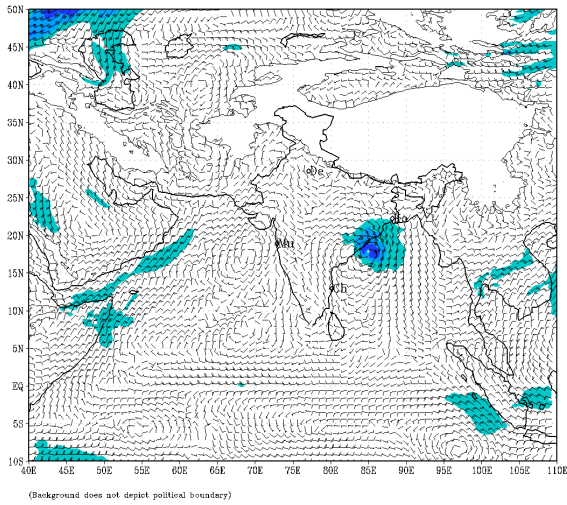 50N
45N
40N
35N
30N
De
25N
Ko
20N
Mu
15N
Ch
10N
5N
EQ
5S
10S
40E 45E 50E 55E 60E 65E 70E 75E 80E 85E 90E 95E 100E 105E 110E
(Background does not depict political boundary)